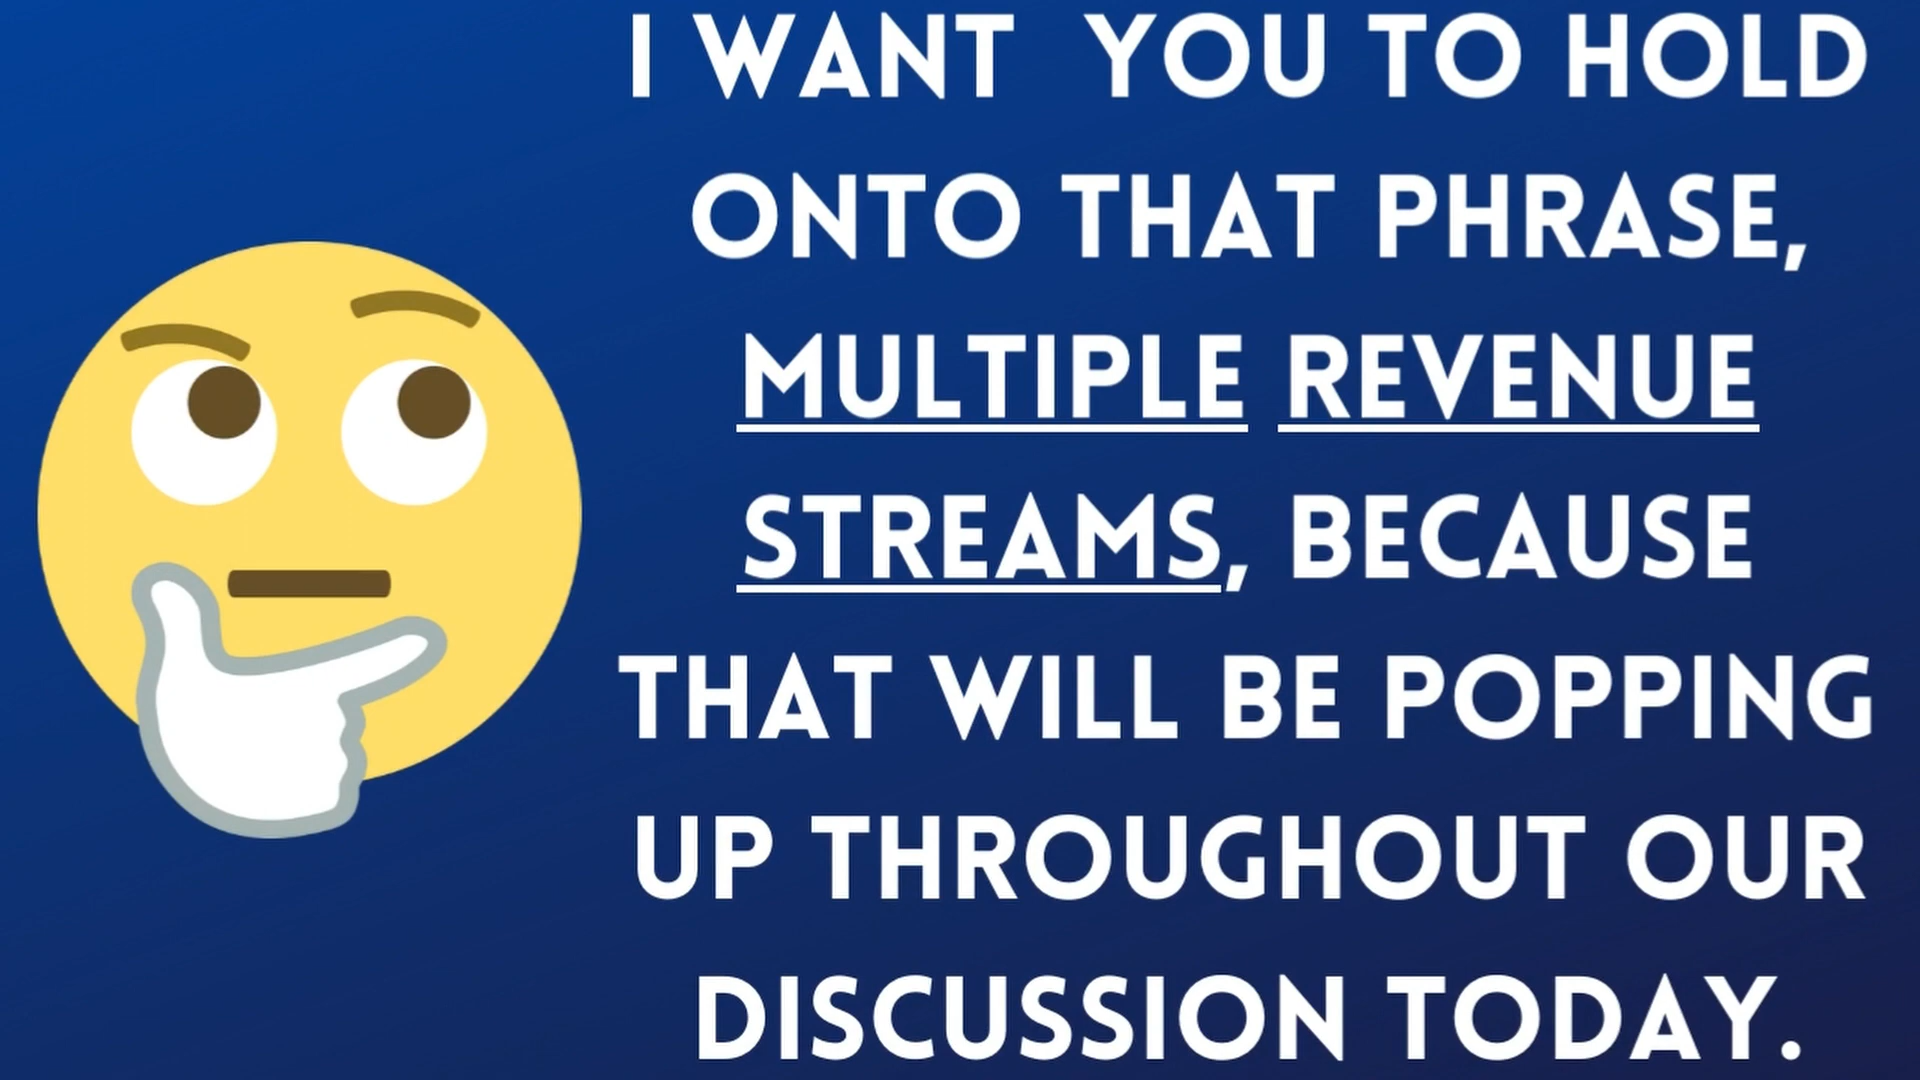 I WANT  YOU TO HOLD
ONTO THAT PHRASE,
MULTIPLE REVENUE
STREAMS, BECAUSE
THAT WILL BE POPPING
UP THROUGHOUT OUR
DISCUSSION TODAY.